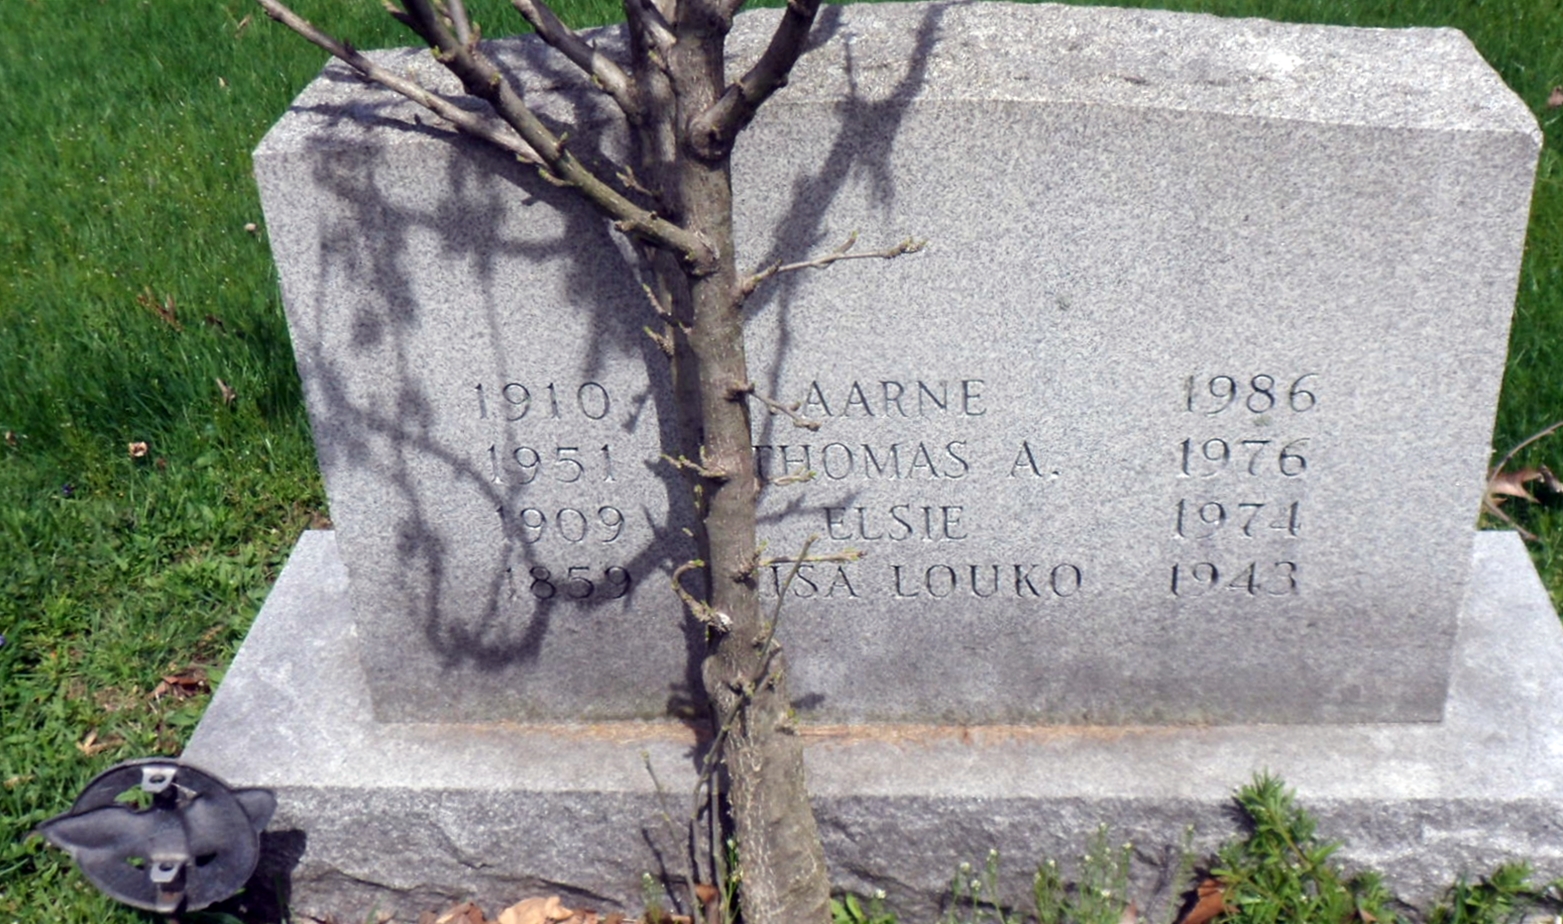 1910 AARNE 1986
1951 THOMAS A. 1976
1909 ELSIE 1974
1859 LOUKO 1943